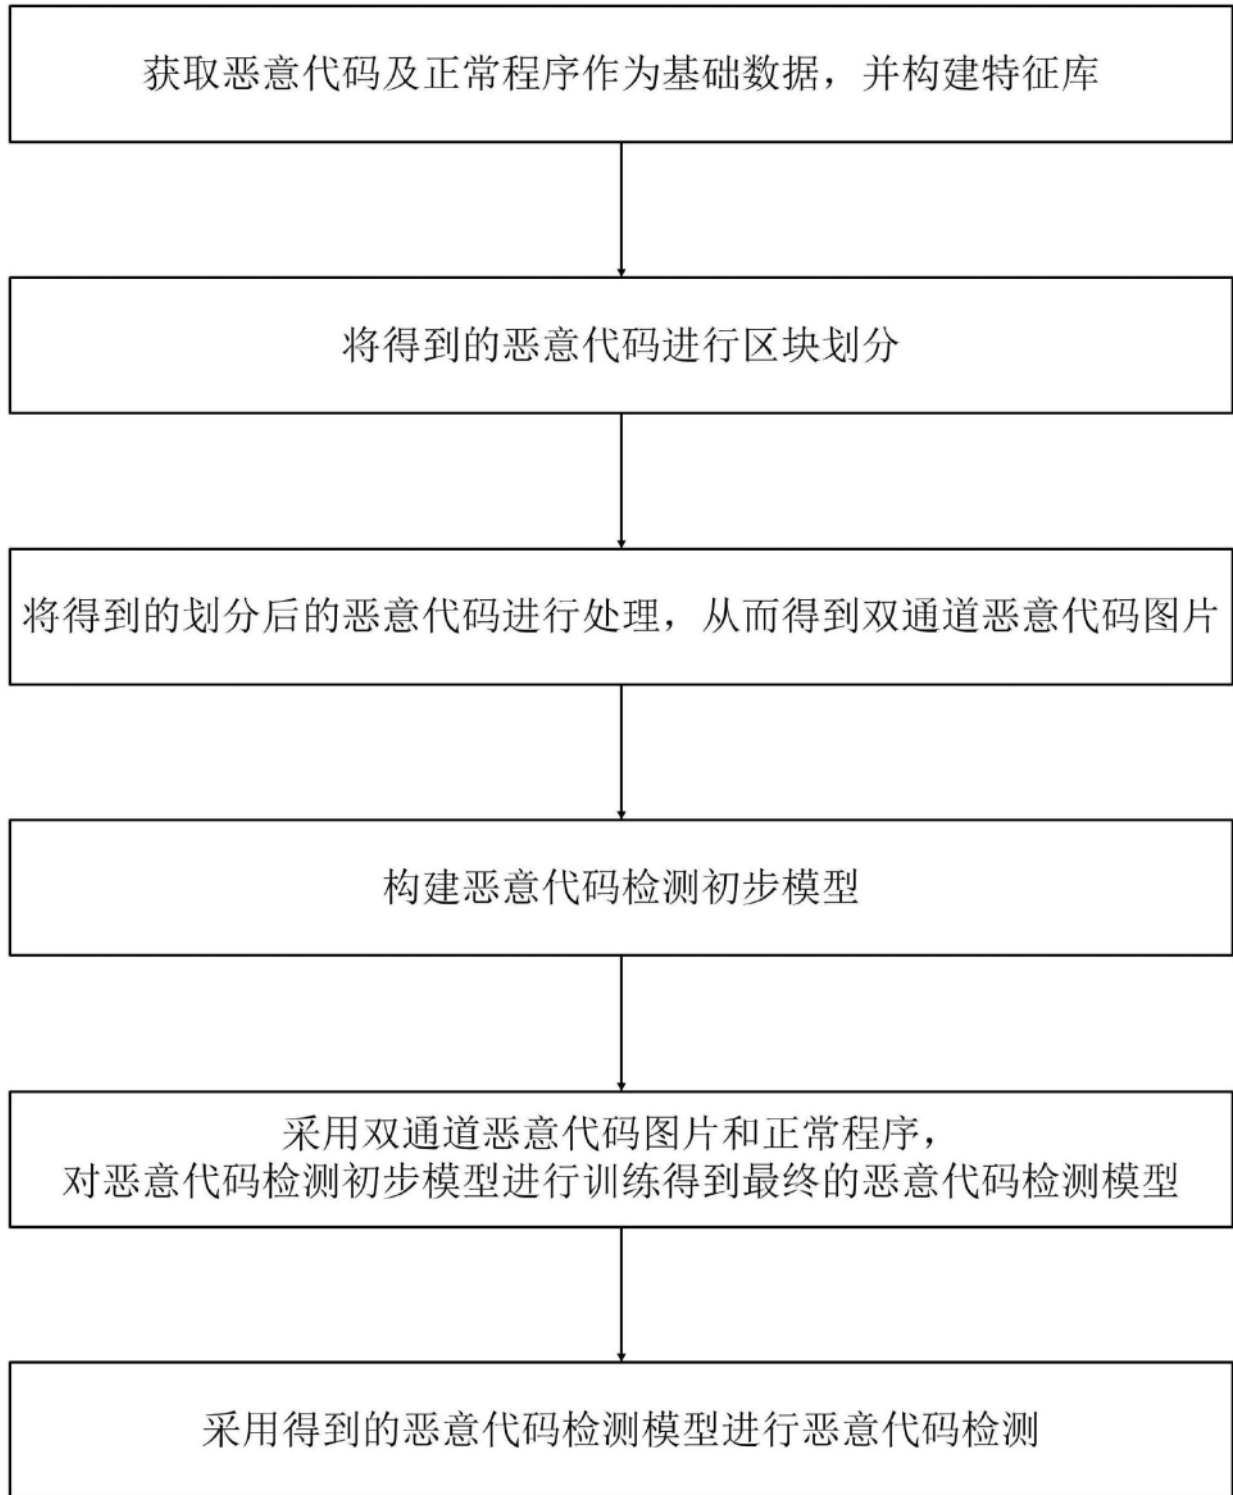 获取恶意代码及正常程序作为基础数据，并构建特征库
将得到的恶意代码进行区块划分
将得到的划分后的恶意代码进行处理，从而得到双通道恶意代码图片
构建恶意代码检测初步模型
采用双通道恶意代码图片和正常程序，
对恶意代码检测初步模型进行训练得到最终的恶意代码检测模型
采用得到的恶意代码检测模型进行恶意代码检测